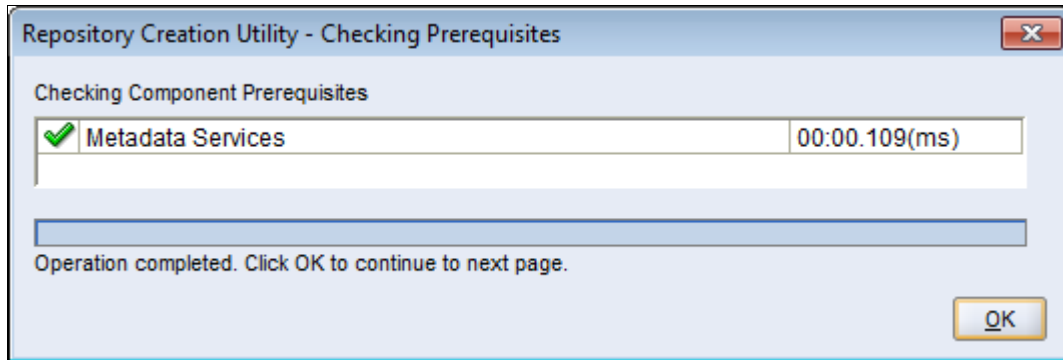 Repository Creation Utility - Checking Prerequisites
Checking Component Prerequisites
Metadata Services 00:00.109(ms)
Operation completed. Click OK to continue to next page.
OK